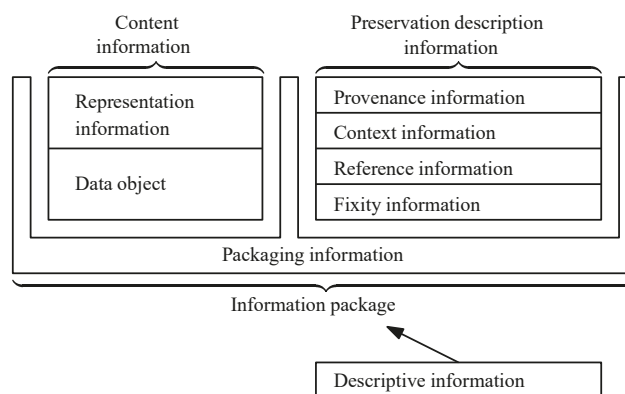 Content
information
Preservation description
information
Representation
information
Data object
Provenance information
Context information
Reference information
Fixity information
Packaging information
Information package
Descriptive information